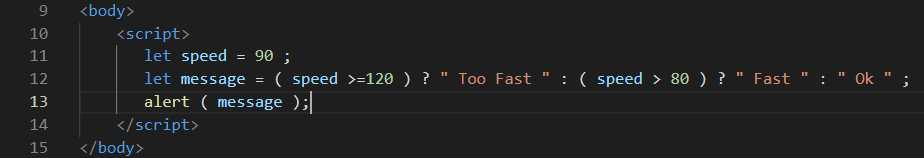 9 <body>
10 <script>
11 let speed = 90 ;
12 let message = ( speed >=120 ) ? " Too Fast " : ( speed > 80 ) ? " Fast " : " Ok " ;
13 alert ( message );
14 </script>
15 </body>